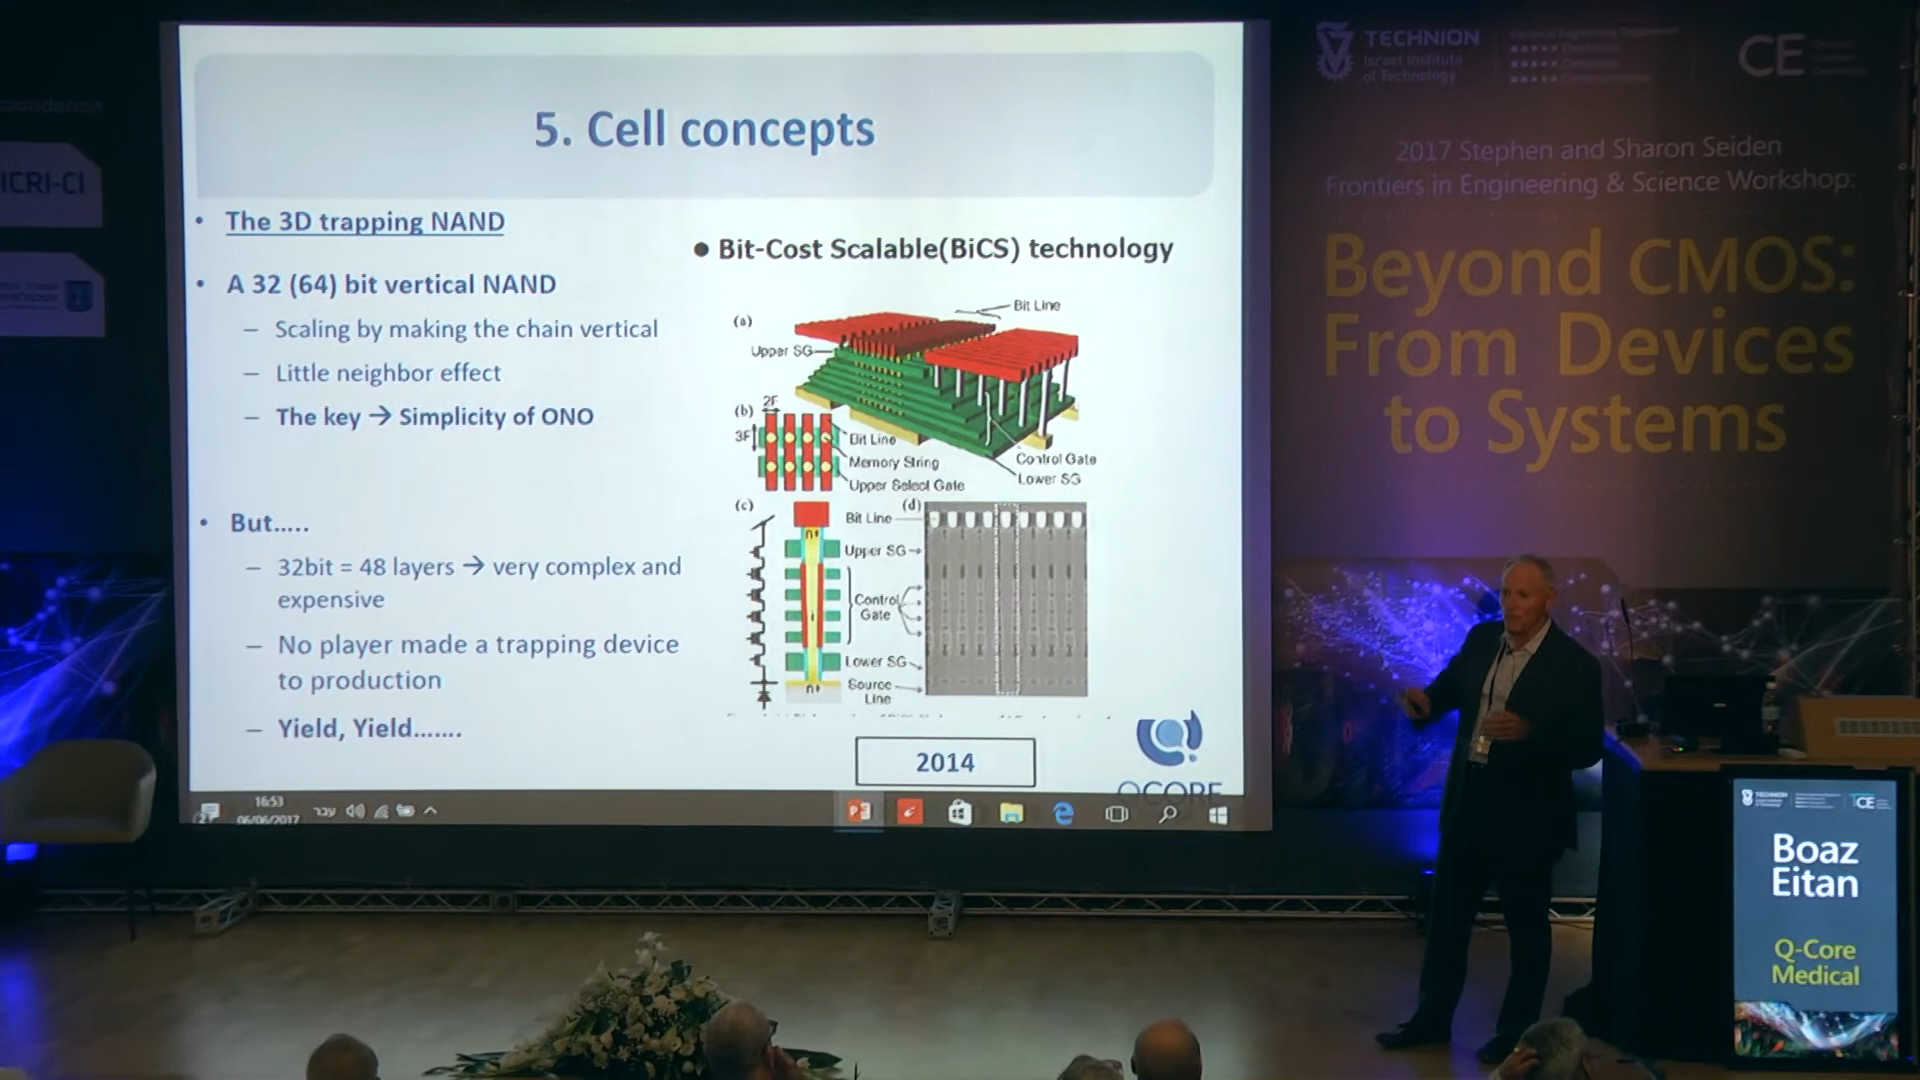 5. Cell concepts
• The 3D trapping NAND
• A 32 (64) bit vertical NAND
– Scaling by making the chain vertical
– Little neighbor effect
– The key → Simplicity of ONO
• But.....
– 32bit = 48 layers → very complex and
expensive
– No player made a trapping device
to production
– Yield, Yield.......
● Bit-Cost Scalable(BiCS) technology
(a)
Bit Line
Upper SG
Control Gate
Lower SG
(b)
2F
3F
Bit Line
Memory String
Upper Select Gate
(c)
n+
i
n+
(d)
Bit Line
Upper SG
Control
Gate
Lower SG
Source
Line
2014
QCORE
16:53
06/06/2017
עבר
ICRI-CI
TECHNION
Israel Institute
of Technology
CE
2017 Stephen and Sharon Seiden
Frontiers in Engineering & Science Workshop:
Beyond CMOS:
From Devices
to Systems
TECHNION
CE
Boaz
Eitan
Q-Core
Medical